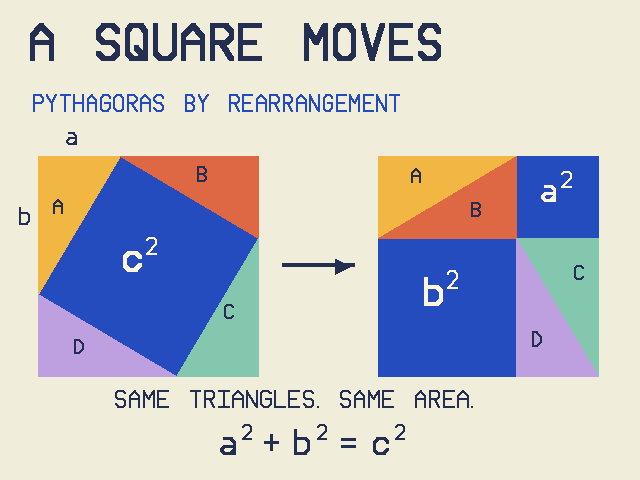 A SQUARE MOVES
PYTHAGORAS BY REARRANGEMENT
a
b
A
B
c²
C
D
A
B
a²
b²
C
D
SAME TRIANGLES. SAME AREA.
a² + b² = c²